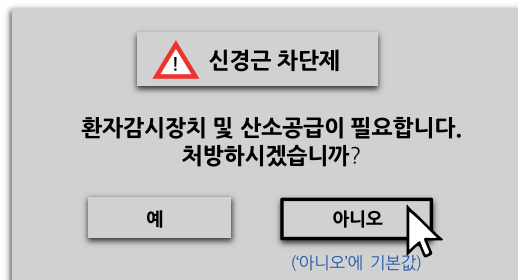 신경근 차단제
환자감시장치 및 산소공급이 필요합니다.
처방하시겠습니까?
예
아니오
('아니오'에 기본값)